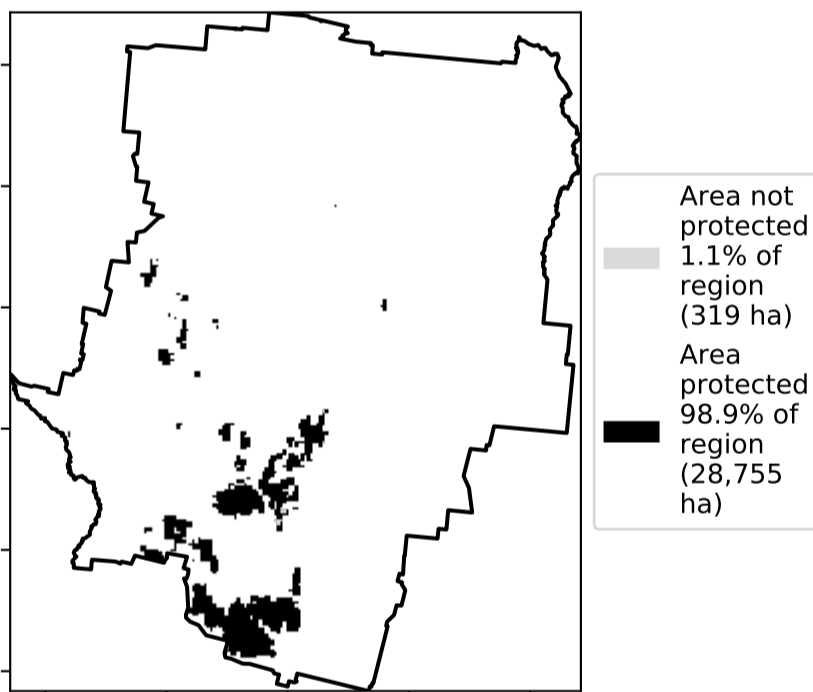 Area not
protected
1.1% of
region
(319 ha)
Area
protected
98.9% of
region
(28,755
ha)